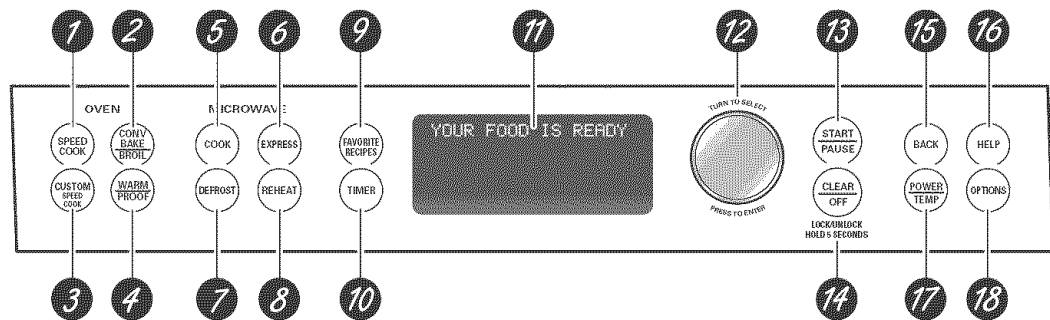 1
2
5
6
9
11
12
13
15
16
OVEN
MICROWAVE
SPEED
COOK
CONV
BAKE
BROIL
COOK
EXPRESS
FAVORITE
RECIPES
YOUR FOOD IS READY
TURN TO SELECT
START
PAUSE
BACK
HELP
CUSTOM
SPEED
COOK
WARM
PROOF
DEFROST
REHEAT
TIMER
PRESS TO ENTER
CLEAR
OFF
POWER
TEMP
OPTIONS
LOCK/UNLOCK
HOLD 5 SECONDS
3
4
7
8
10
14
17
18